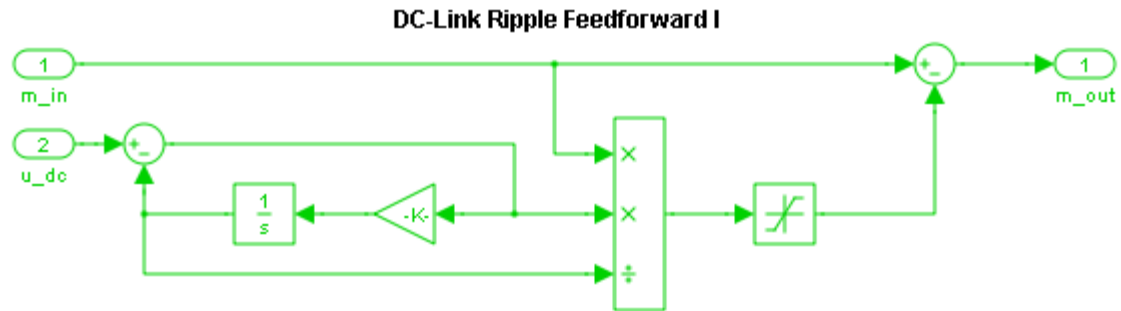 DC-Link Ripple Feedforward I
1
m_in
1
m_out
2
u_dc
+
-
+
-
1
s
-K-
×
×
÷